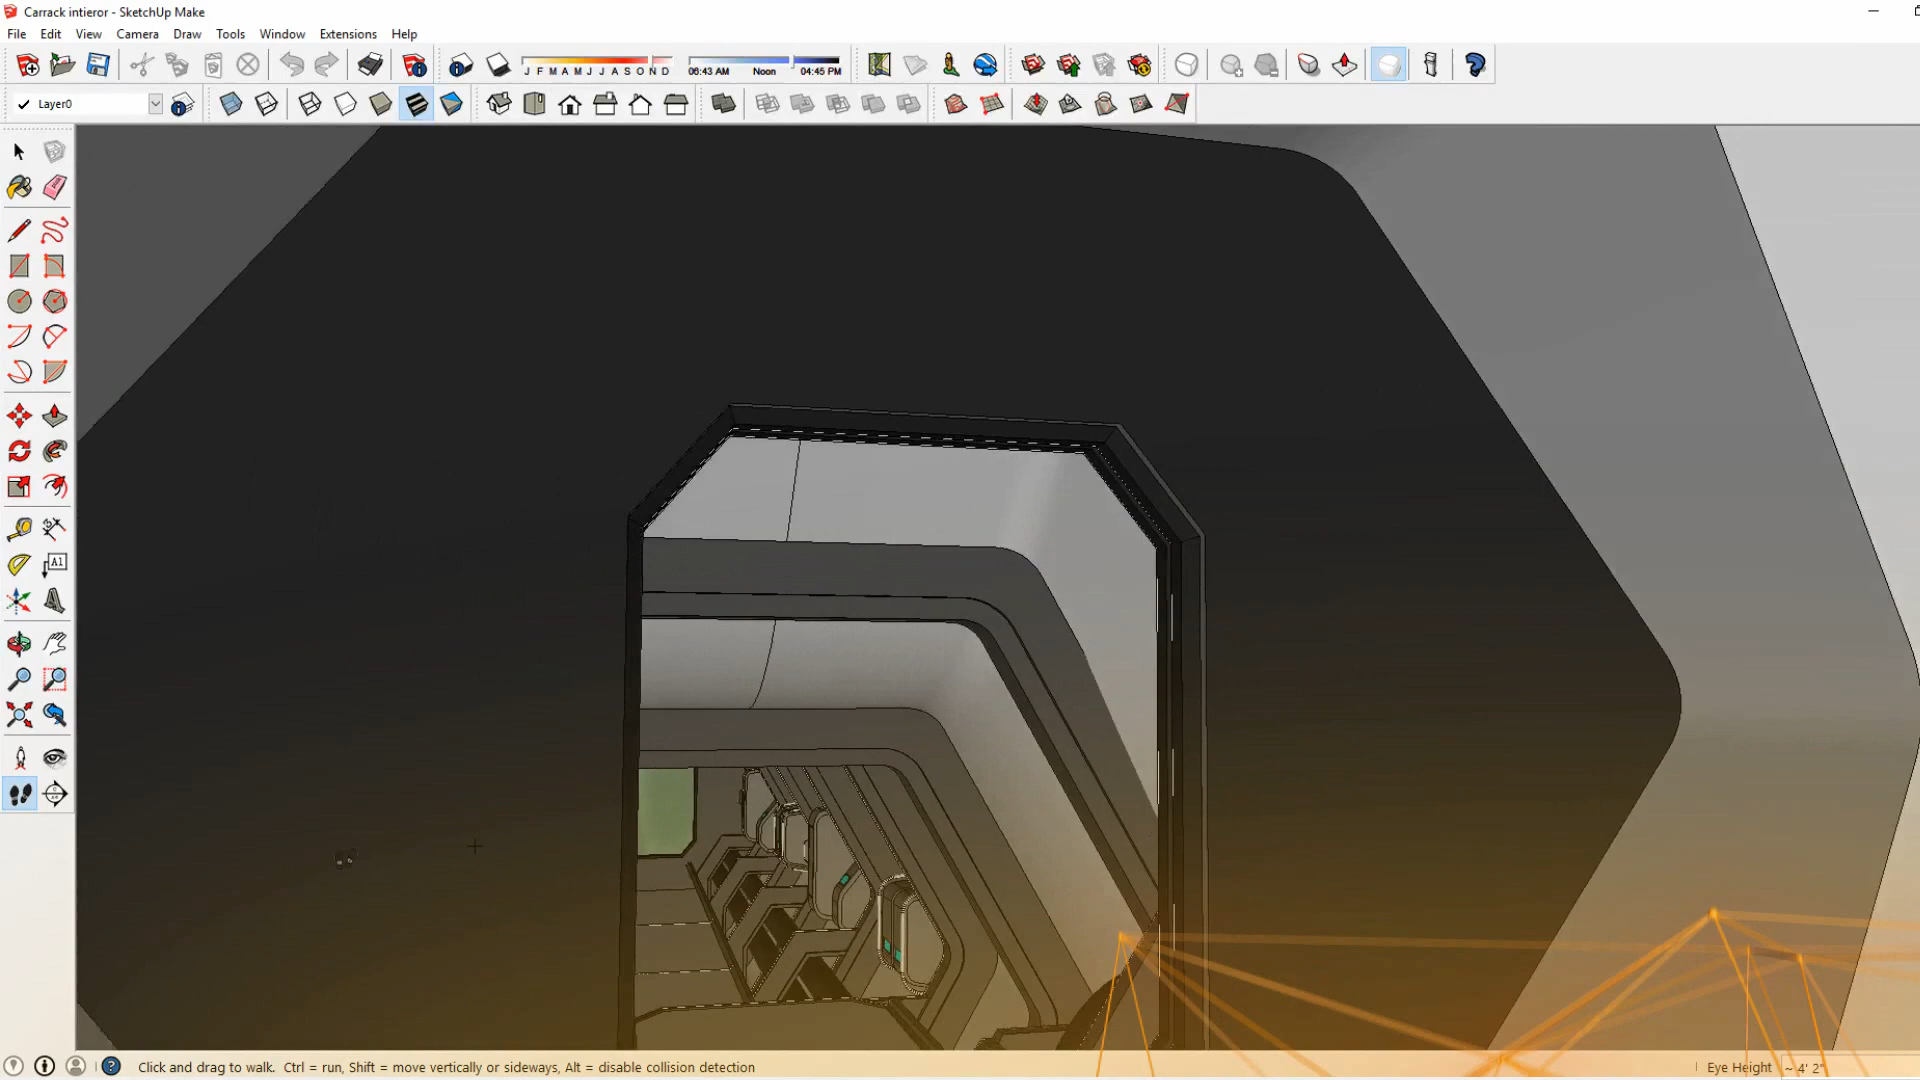 Carrack intieror - SketchUp Make
File Edit View Camera Draw Tools Window Extensions Help
J F M A M J J A S O N D 06:43 AM Noon 04:45 PM
Layer0
A1
Click and drag to walk. Ctrl = run, Shift = move vertically or sideways, Alt = disable collision detection
Eye Height ~ 4' 2"